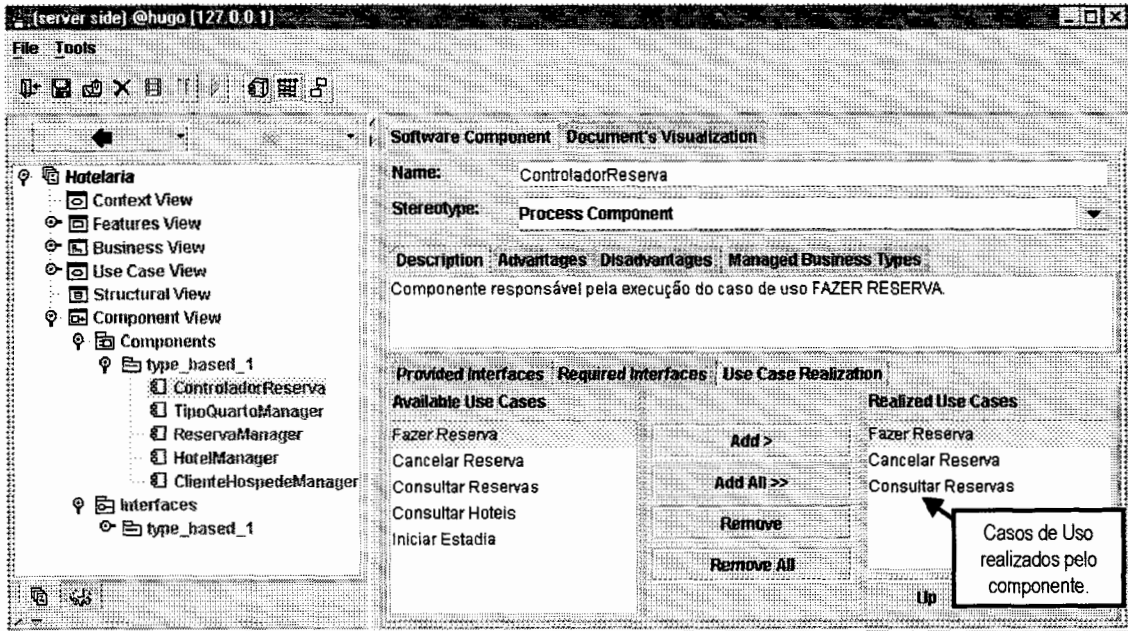 (server side) @hugo [127.0.0.1]
File Tools
Software Component Document's Visualization
Hotelaria
Context View
Features View
Business View
Use Case View
Structural View
Component View
Components
type_based_1
ControladorReserva
TipoQuartoManager
ReservaManager
HotelManager
ClienteHospedeManager
Interfaces
type_based_1
Name: ControladorReserva
Stereotype: Process Component
Description Advantages Disadvantages Managed Business Types
Componente responsável pela execução do caso de uso FAZER RESERVA.
Provided Interfaces Required Interfaces Use Case Realization
Available Use Cases
Fazer Reserva
Cancelar Reserva
Consultar Reservas
Consultar Hoteis
Iniciar Estadia
Add >
Add All >>
Remove
Remove All
Realized Use Cases
Fazer Reserva
Cancelar Reserva
Consultar Reservas
Up
Casos de Uso
realizados pelo
componente.